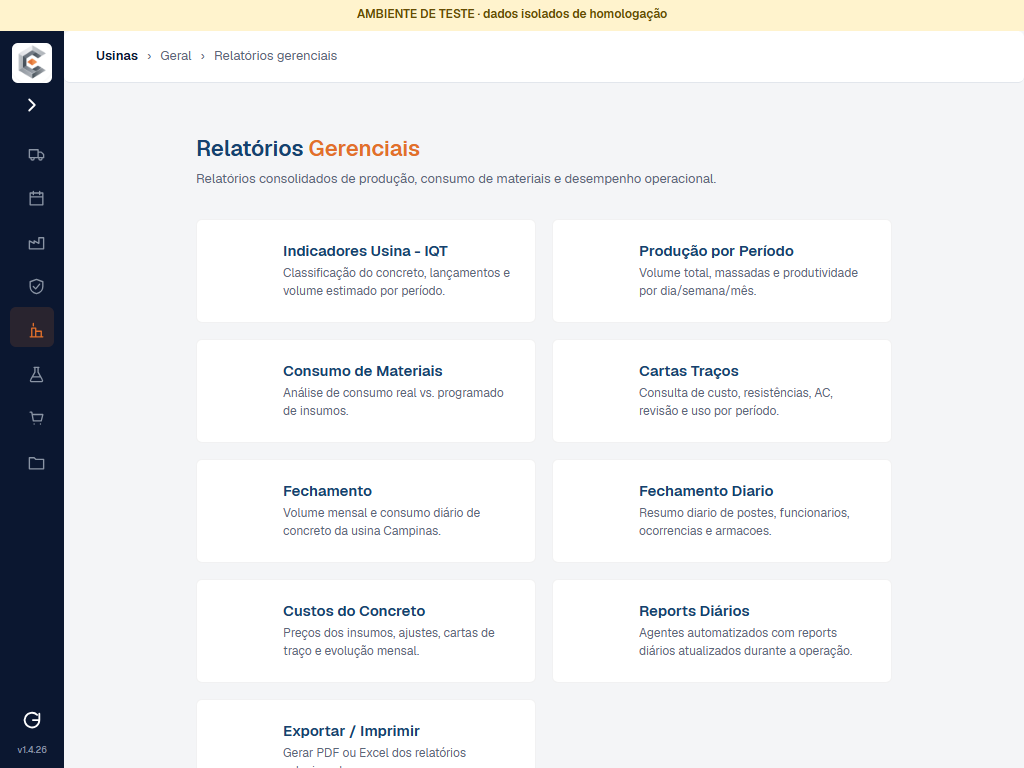 AMBIENTE DE TESTE · dados isolados de homologação
Usinas › Geral › Relatórios gerenciais
Relatórios Gerenciais
Relatórios consolidados de produção, consumo de materiais e desempenho operacional.
Indicadores Usina - IQT
Classificação do concreto, lançamentos e
volume estimado por período.
Produção por Período
Volume total, massadas e produtividade
por dia/semana/mês.
Consumo de Materiais
Análise de consumo real vs. programado
de insumos.
Cartas Traços
Consulta de custo, resistências, AC,
revisão e uso por período.
Fechamento
Volume mensal e consumo diário de
concreto da usina Campinas.
Fechamento Diario
Resumo diario de postes, funcionarios,
ocorrencias e armacoes.
Custos do Concreto
Preços dos insumos, ajustes, cartas de
traço e evolução mensal.
Reports Diários
Agentes automatizados com reports
diários atualizados durante a operação.
Exportar / Imprimir
Gerar PDF ou Excel dos relatórios
v1.4.26